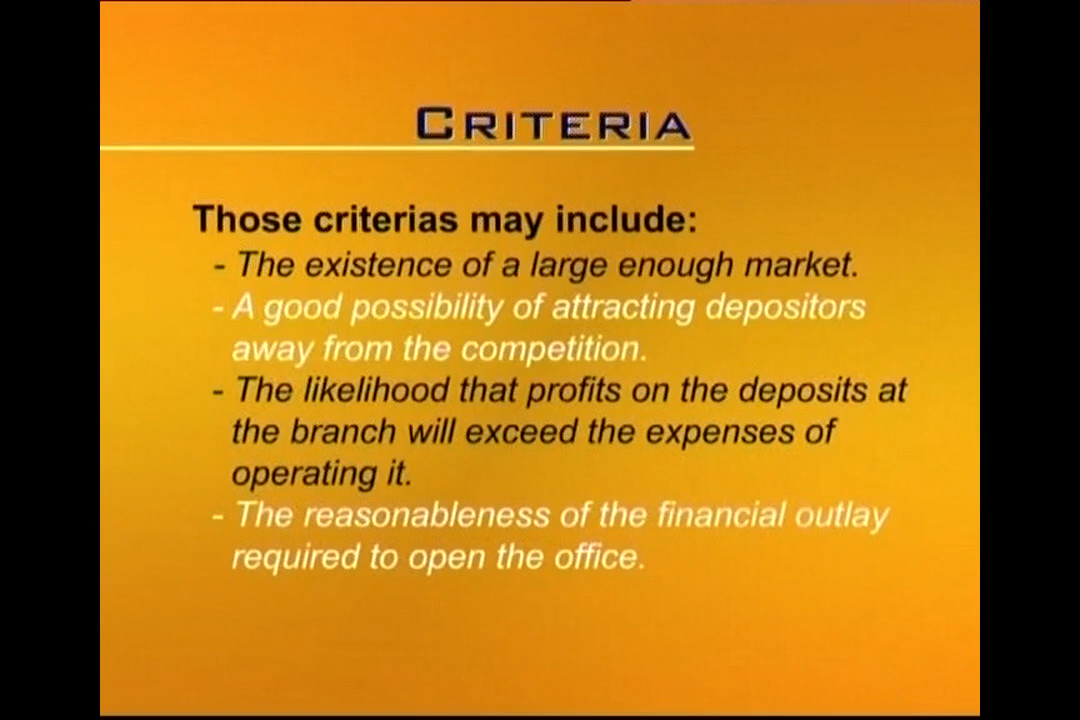 CRITERIA
Those criterias may include:
- The existence of a large enough market.
- A good possibility of attracting depositors
away from the competition.
- The likelihood that profits on the deposits at
the branch will exceed the expenses of
operating it.
- The reasonableness of the financial outlay
required to open the office.